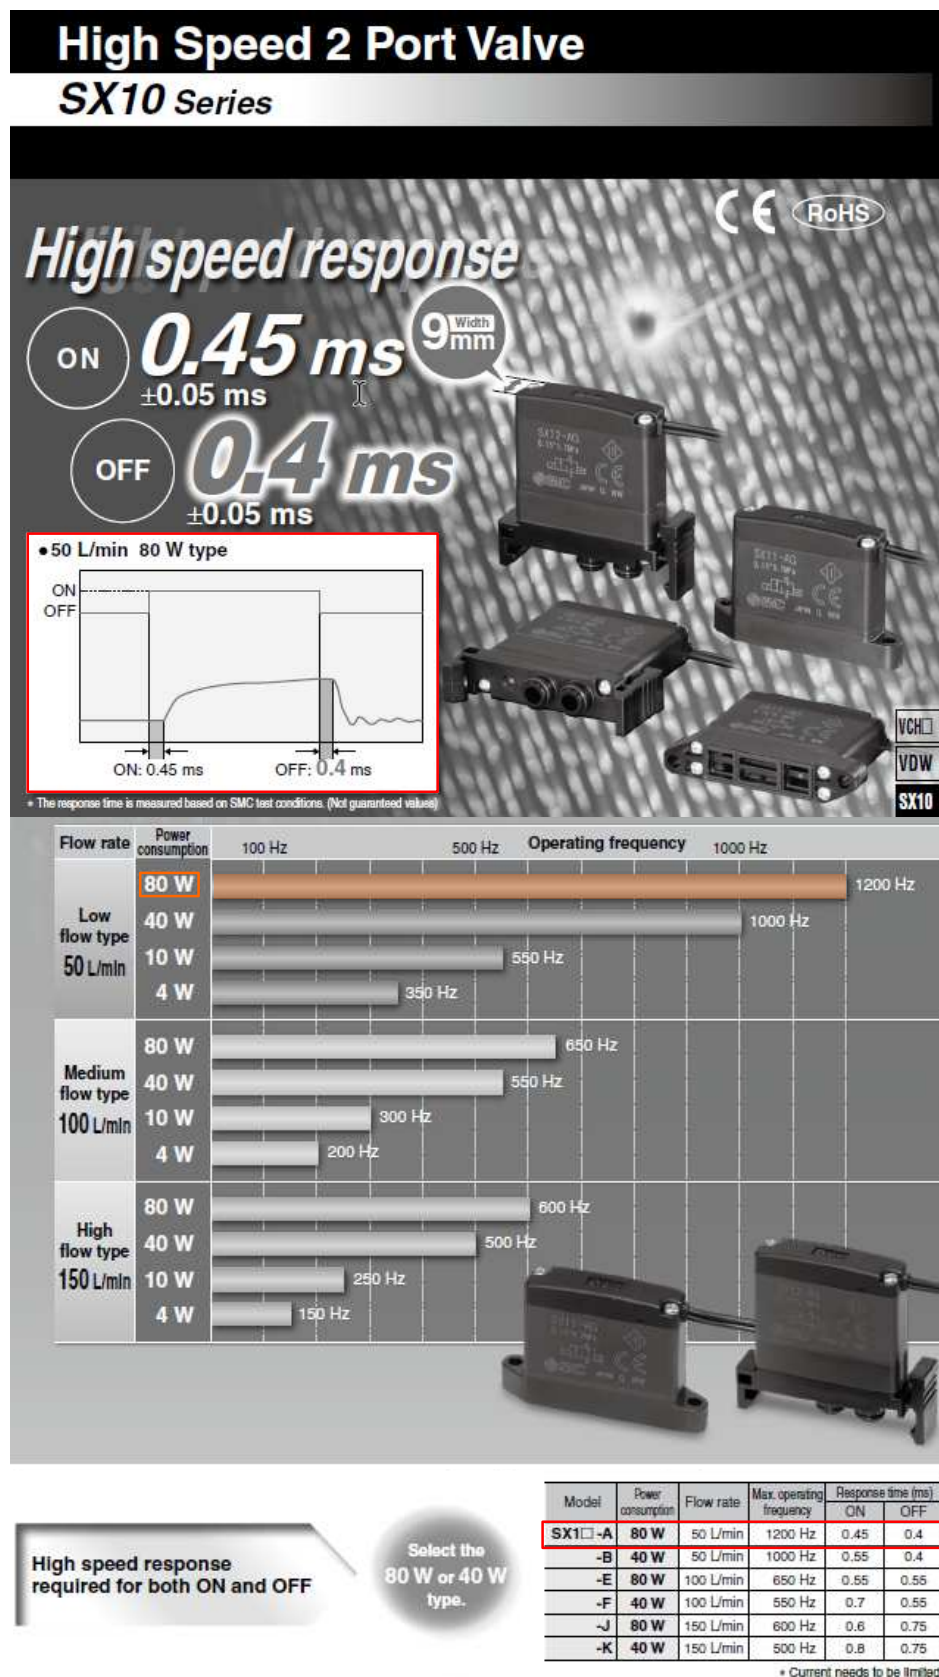 High Speed 2 Port Valve
SX10 Series
CE RoHS
High speed response
ON 0.45 ms
±0.05 ms
9 Width
mm
OFF 0.4 ms
±0.05 ms
SX12-AG
SMC
SX11-AG
SMC
●50 L/min 80 W type
ON
OFF
ON: 0.45 ms OFF: 0.4 ms
VCH□
VDW
SX10
* The response time is measured based on SMC test conditions. (Not guaranteed values)
Flow rate Power consumption 100 Hz 500 Hz Operating frequency 1000 Hz
Low flow type 50 L/min
80 W 1200 Hz
40 W 1000 Hz
10 W 550 Hz
4 W 350 Hz
Medium flow type 100 L/min
80 W 650 Hz
40 W 550 Hz
10 W 300 Hz
4 W 200 Hz
High flow type 150 L/min
80 W 600 Hz
40 W 500 Hz
10 W 250 Hz
4 W 150 Hz
High speed response
required for both ON and OFF
Select the
80 W or 40 W
type.
Model Power consumption Flow rate Max. operating frequency Response time (ms)
ON OFF
SX1□-A 80 W 50 L/min 1200 Hz 0.45 0.4
-B 40 W 50 L/min 1000 Hz 0.55 0.4
-E 80 W 100 L/min 650 Hz 0.55 0.55
-F 40 W 100 L/min 550 Hz 0.7 0.55
-J 80 W 150 L/min 600 Hz 0.6 0.75
-K 40 W 150 L/min 500 Hz 0.8 0.75
* Current needs to be limited